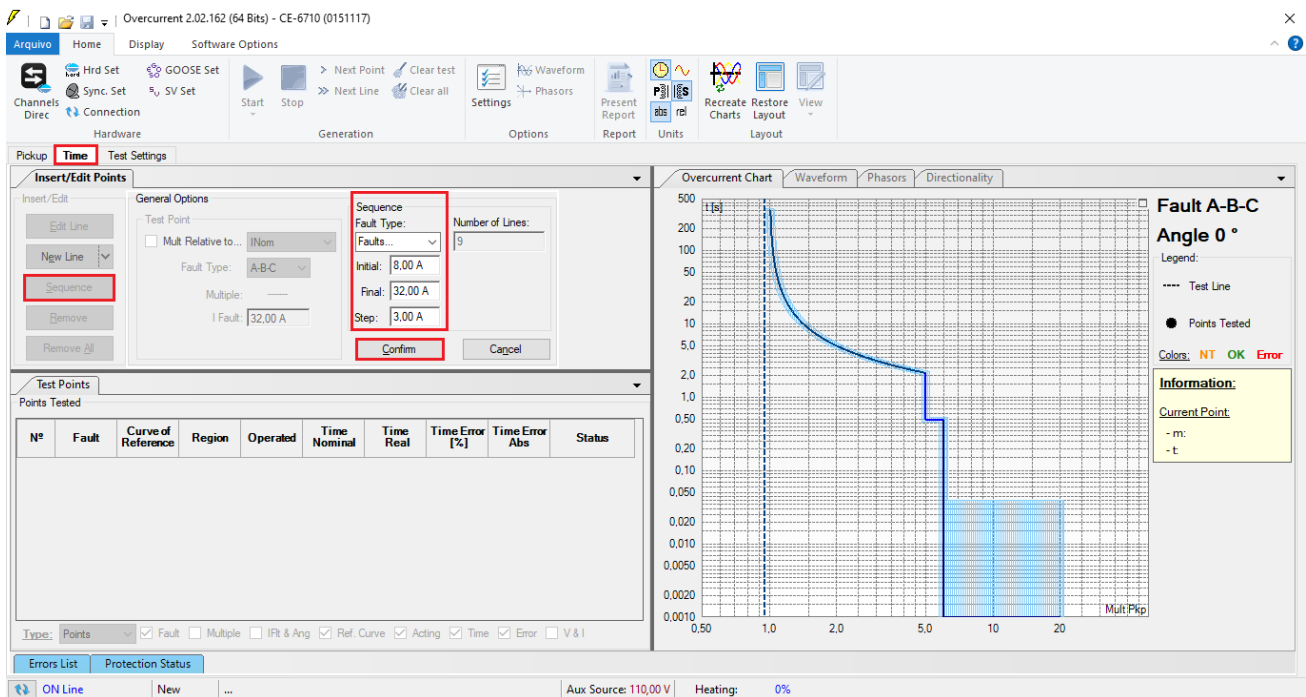 Overcurrent 2.02.162 (64 Bits) - CE-6710 (0151117)
Arquivo Home Display Software Options
Channels Direc
Hrd Set
Sync. Set
Connection
GOOSE Set
SV Set
Hardware
Start Stop
Next Point Clear test
Next Line Clear all
Generation
Settings
Waveform
Phasors
Options
Present Report
Report
abs rel
Units
Recreate Charts
Restore Layout
View
Layout
Pickup Time Test Settings
Insert/Edit Points
Insert/Edit
Edit Line
New Line
Sequence
Remove
Remove All
General Options
Test Point
Mult Relative to... INom
Fault Type: A-B-C
Multiple: -----
I Fault: 32,00 A
Sequence
Fault Type:
Faults...
Initial: 8,00 A
Final: 32,00 A
Step: 3,00 A
Number of Lines:
9
Confirm Cancel
Test Points
Points Tested
Nº Fault Curve of Reference Region Operated Time Nominal Time Real Time Error [%] Time Error Abs Status
Type: Points Fault Multiple IFlt & Ang Ref. Curve Acting Time Error V & I
Overcurrent Chart Waveform Phasors Directionality
t [s]
500
200
100
50
20
10
5,0
2,0
1,0
0,50
0,20
0,10
0,050
0,020
0,010
0,0050
0,0020
0,0010
Mult Pkp
0,50 1,0 2,0 5,0 10 20
Fault A-B-C
Angle 0 °
Legend:
Test Line
Points Tested
Colors: NT OK Error
Information:
Current Point:
- m:
- t:
Errors List Protection Status
ON Line New ... Aux Source: 110,00 V Heating: 0%